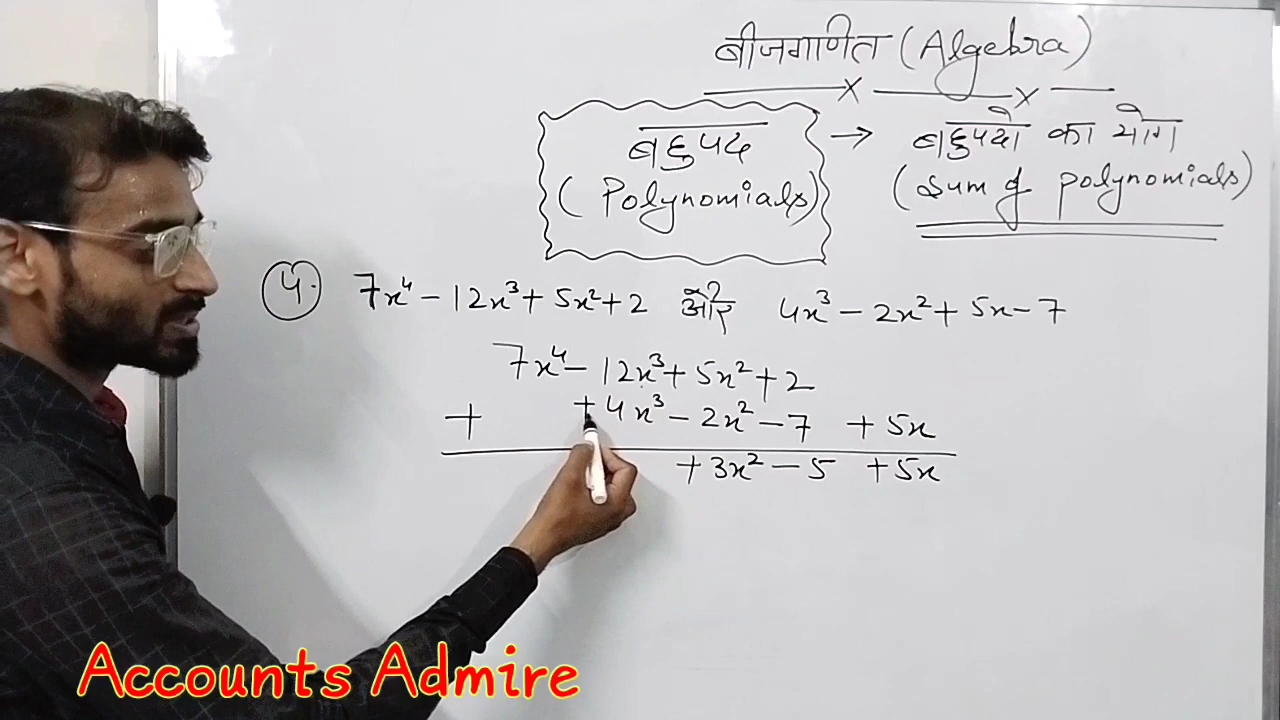 बीजगणित (Algebra)
बहुपद
(Polynomials)
→ बहुपदो का योग
(Sum of polynomials)
4. 7x⁴ - 12x³ + 5x² + 2 और 4x³ - 2x² + 5x - 7
7x⁴ - 12x³ + 5x² + 2
+ + 4x³ - 2x² - 7 + 5x
+ 3x² - 5 + 5x
Accounts Admire